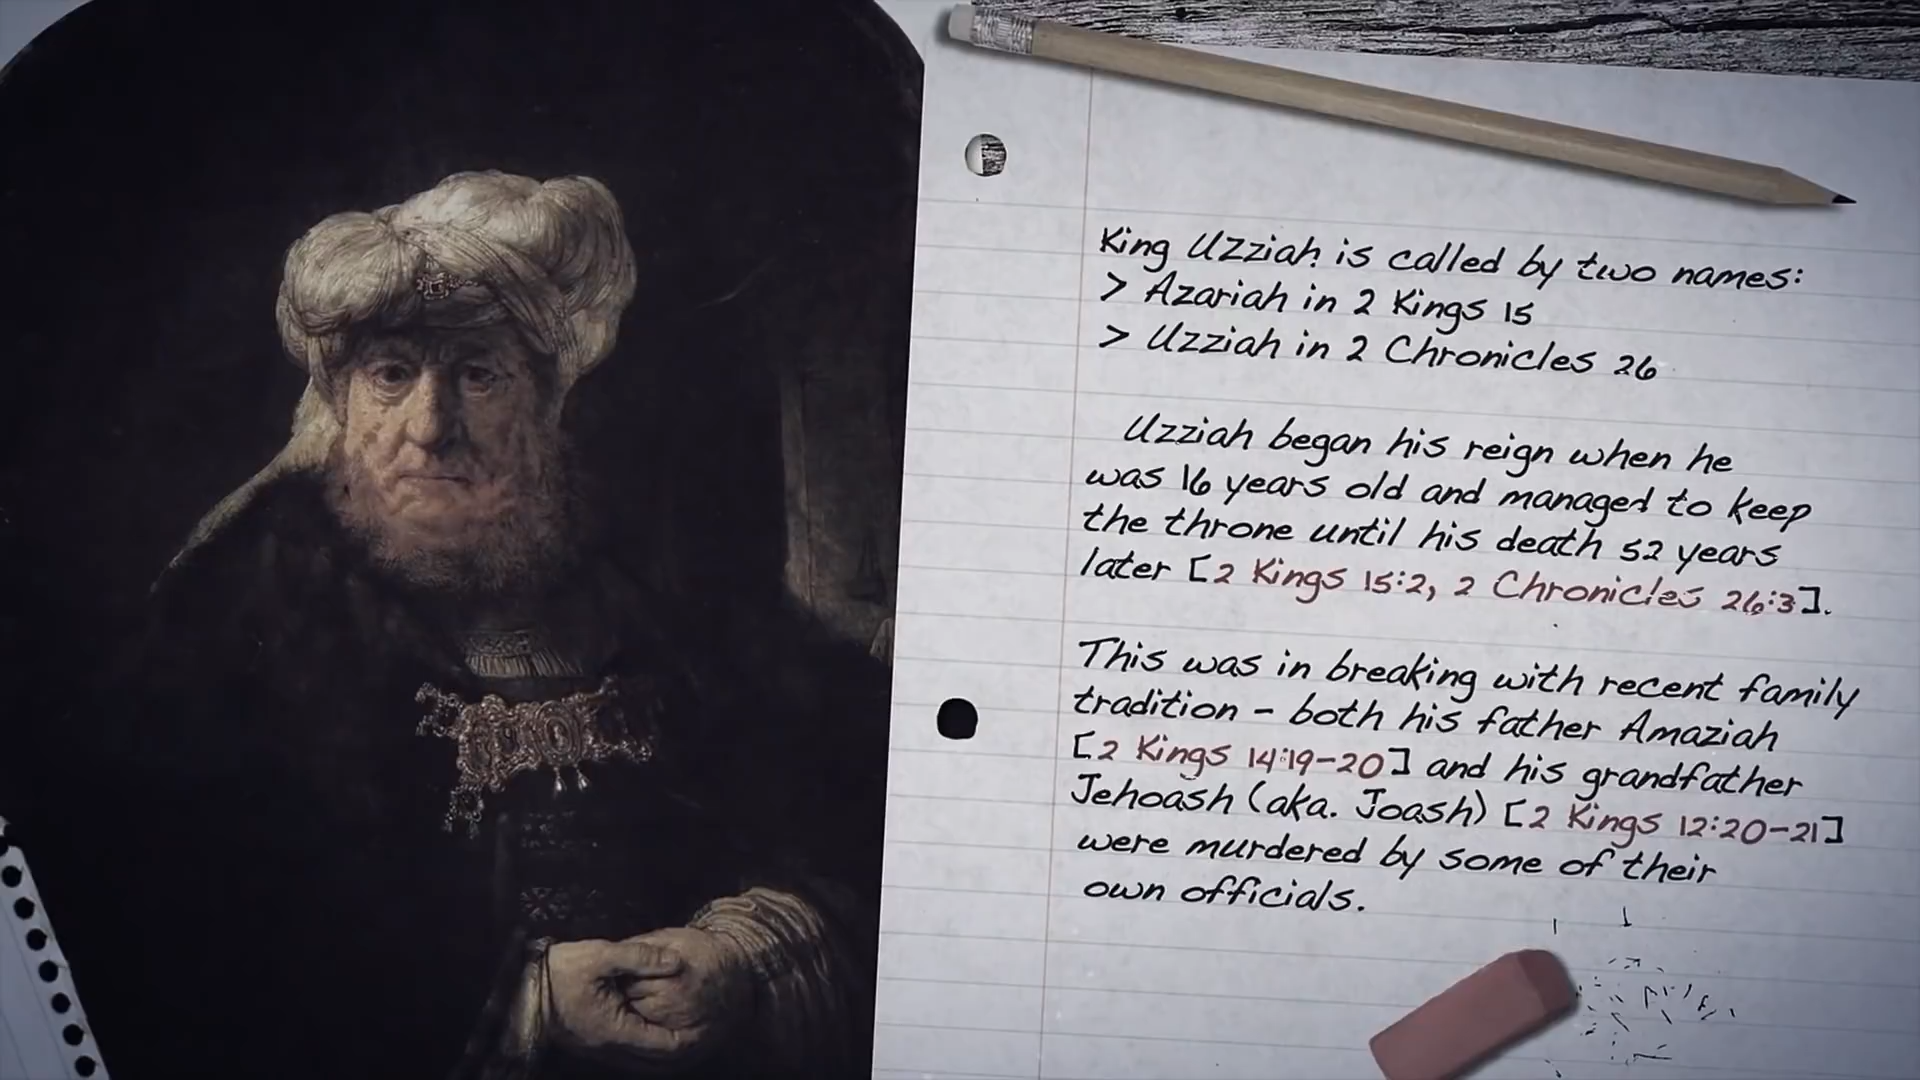 King Uzziah is called by two names:
> Azariah in 2 Kings 15
> Uzziah in 2 Chronicles 26
Uzziah began his reign when he
was 16 years old and managed to keep
the throne until his death 52 years
later [2 Kings 15:2, 2 Chronicles 26:3].
This was in breaking with recent family
tradition - both his father Amaziah
[2 Kings 14:19-20] and his grandfather
Jehoash (aka. Joash) [2 Kings 12:20-21]
were murdered by some of their
own officials.